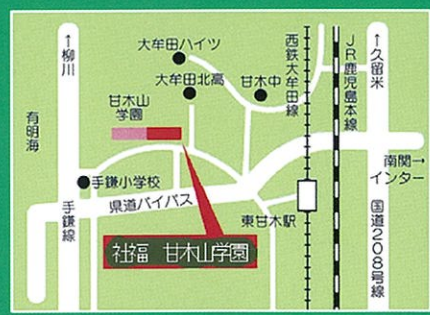 大牟田ハイツ
↑柳川
西鉄大牟田線
JR鹿児島本線
↑久留米
大牟田北高
甘木中
甘木山
学園
有明海
南関→
インター
手鎌小学校
県道バイパス
手鎌線
東甘木駅
国道208号線
社福 甘木山学園